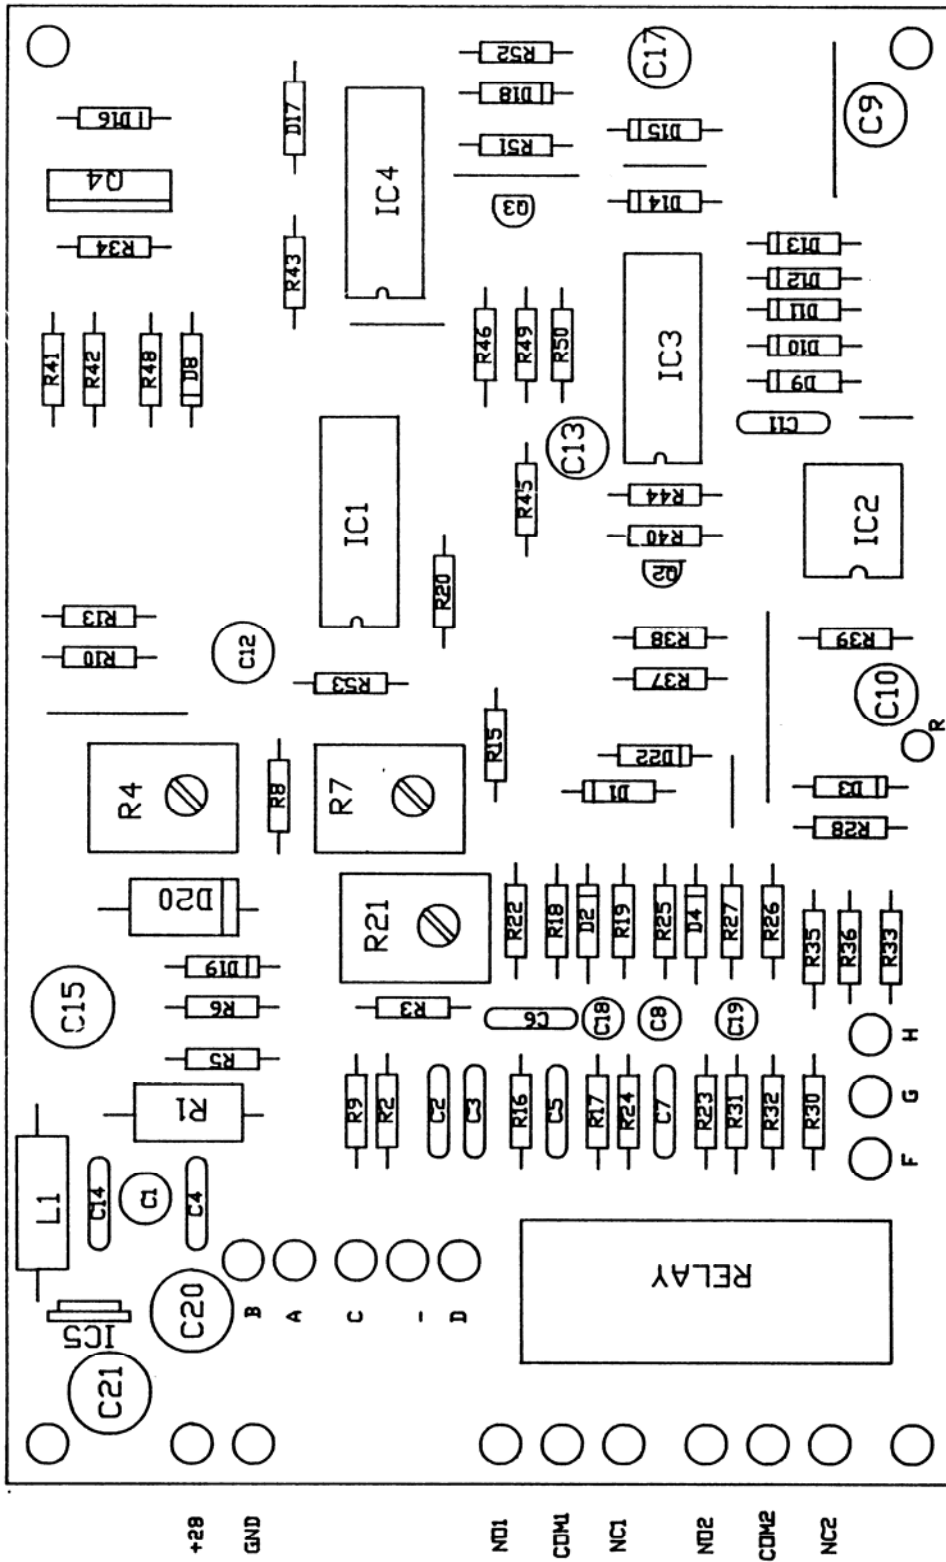 R52
C17
D18
D16
D17
D15
C9
R51
Q4
IC4
Q3
D14
R34
R43
D13
D12
D11
R46
R49
R50
IC3
D10
R41
R42
R48
D8
D9
C11
C13
R45
R44
IC1
IC2
R40
Q2
R20
R13
R38
R39
R10
C12
R53
R37
C10
R
R15
D22
R4
R8
R7
D1
D3
R28
D20
R21
R22
R18
D2
R19
R25
D4
R27
R26
R35
R36
R33
D19
C15
R6
R3
C6
C18
C8
C19
H
R5
R1
R9
R2
C2
C3
R16
C5
R17
R24
C7
R23
R31
R32
R30
G
F
L1
C14
C1
C4
RELAY
B
A
C
-
D
C20
IC5
C21
+28
GND
NO1
COM1
NC1
NO2
COM2
NC2